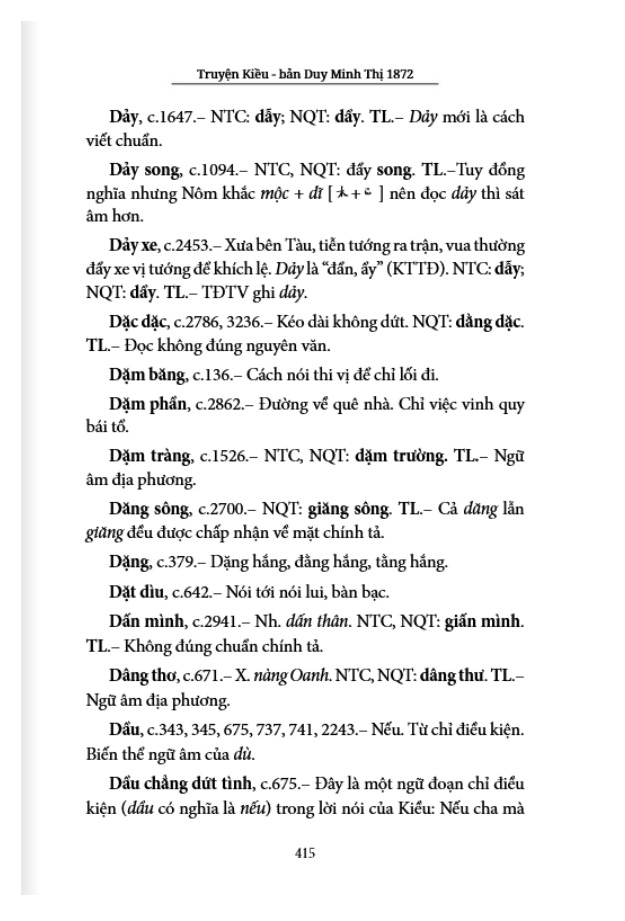 Truyện Kiều - bản Duy Minh Thị 1872
Dảy, c.1647.– NTC: dẫy; NQT: dẩy. TL.– Dảy mới là cách
viết chuẩn.
Dảy song, c.1094.– NTC, NQT: đẩy song. TL.–Tuy đồng
nghĩa nhưng Nôm khắc mộc + dĩ [ + ] nên đọc dảy thì sát
âm hơn.
Dảy xe, c.2453.– Xưa bên Tàu, tiễn tướng ra trận, vua thường
đẩy xe vị tướng để khích lệ. Dảy là “đẩn, ẩy” (KTTĐ). NTC: dẫy;
NQT: dẩy. TL.– TĐTV ghi dảy.
Dặc dặc, c.2786, 3236.– Kéo dài không dứt. NQT: dằng dặc.
TL.– Đọc không đúng nguyên văn.
Dặm băng, c.136.– Cách nói thi vị để chỉ lối đi.
Dặm phần, c.2862.– Đường về quê nhà. Chỉ việc vinh quy
bái tổ.
Dặm tràng, c.1526.– NTC, NQT: dặm trường. TL.– Ngữ
âm địa phương.
Dăng sông, c.2700.– NQT: giăng sông. TL.– Cả dăng lẫn
giăng đều được chấp nhận về mặt chính tả.
Dặng, c.379.– Dặng hắng, đằng hắng, tằng hắng.
Dặt dìu, c.642.– Nói tới nói lui, bàn bạc.
Dấn mình, c.2941.– Nh. dấn thân. NTC, NQT: giấn mình.
TL.– Không đúng chuẩn chính tả.
Dâng thơ, c.671.– X. nàng Oanh. NTC, NQT: dâng thư. TL.–
Ngữ âm địa phương.
Dầu, c.343, 345, 675, 737, 741, 2243.– Nếu. Từ chỉ điều kiện.
Biến thể ngữ âm của dù.
Dầu chẳng dứt tình, c.675.– Đây là một ngữ đoạn chỉ điều
kiện (dầu có nghĩa là nếu) trong lời nói của Kiều: Nếu cha mà
415